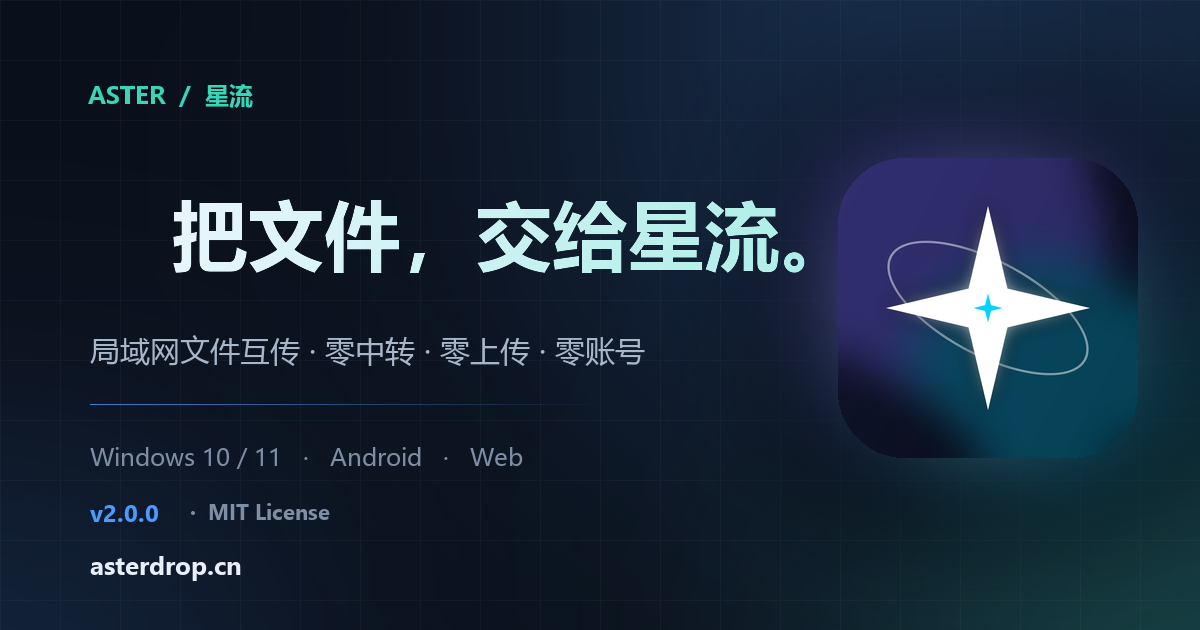 ASTER / 星流
把文件，交给星流。
局域网文件互传 · 零中转 · 零上传 · 零账号
Windows 10 / 11 · Android · Web
v2.0.0 · MIT License
asterdrop.cn